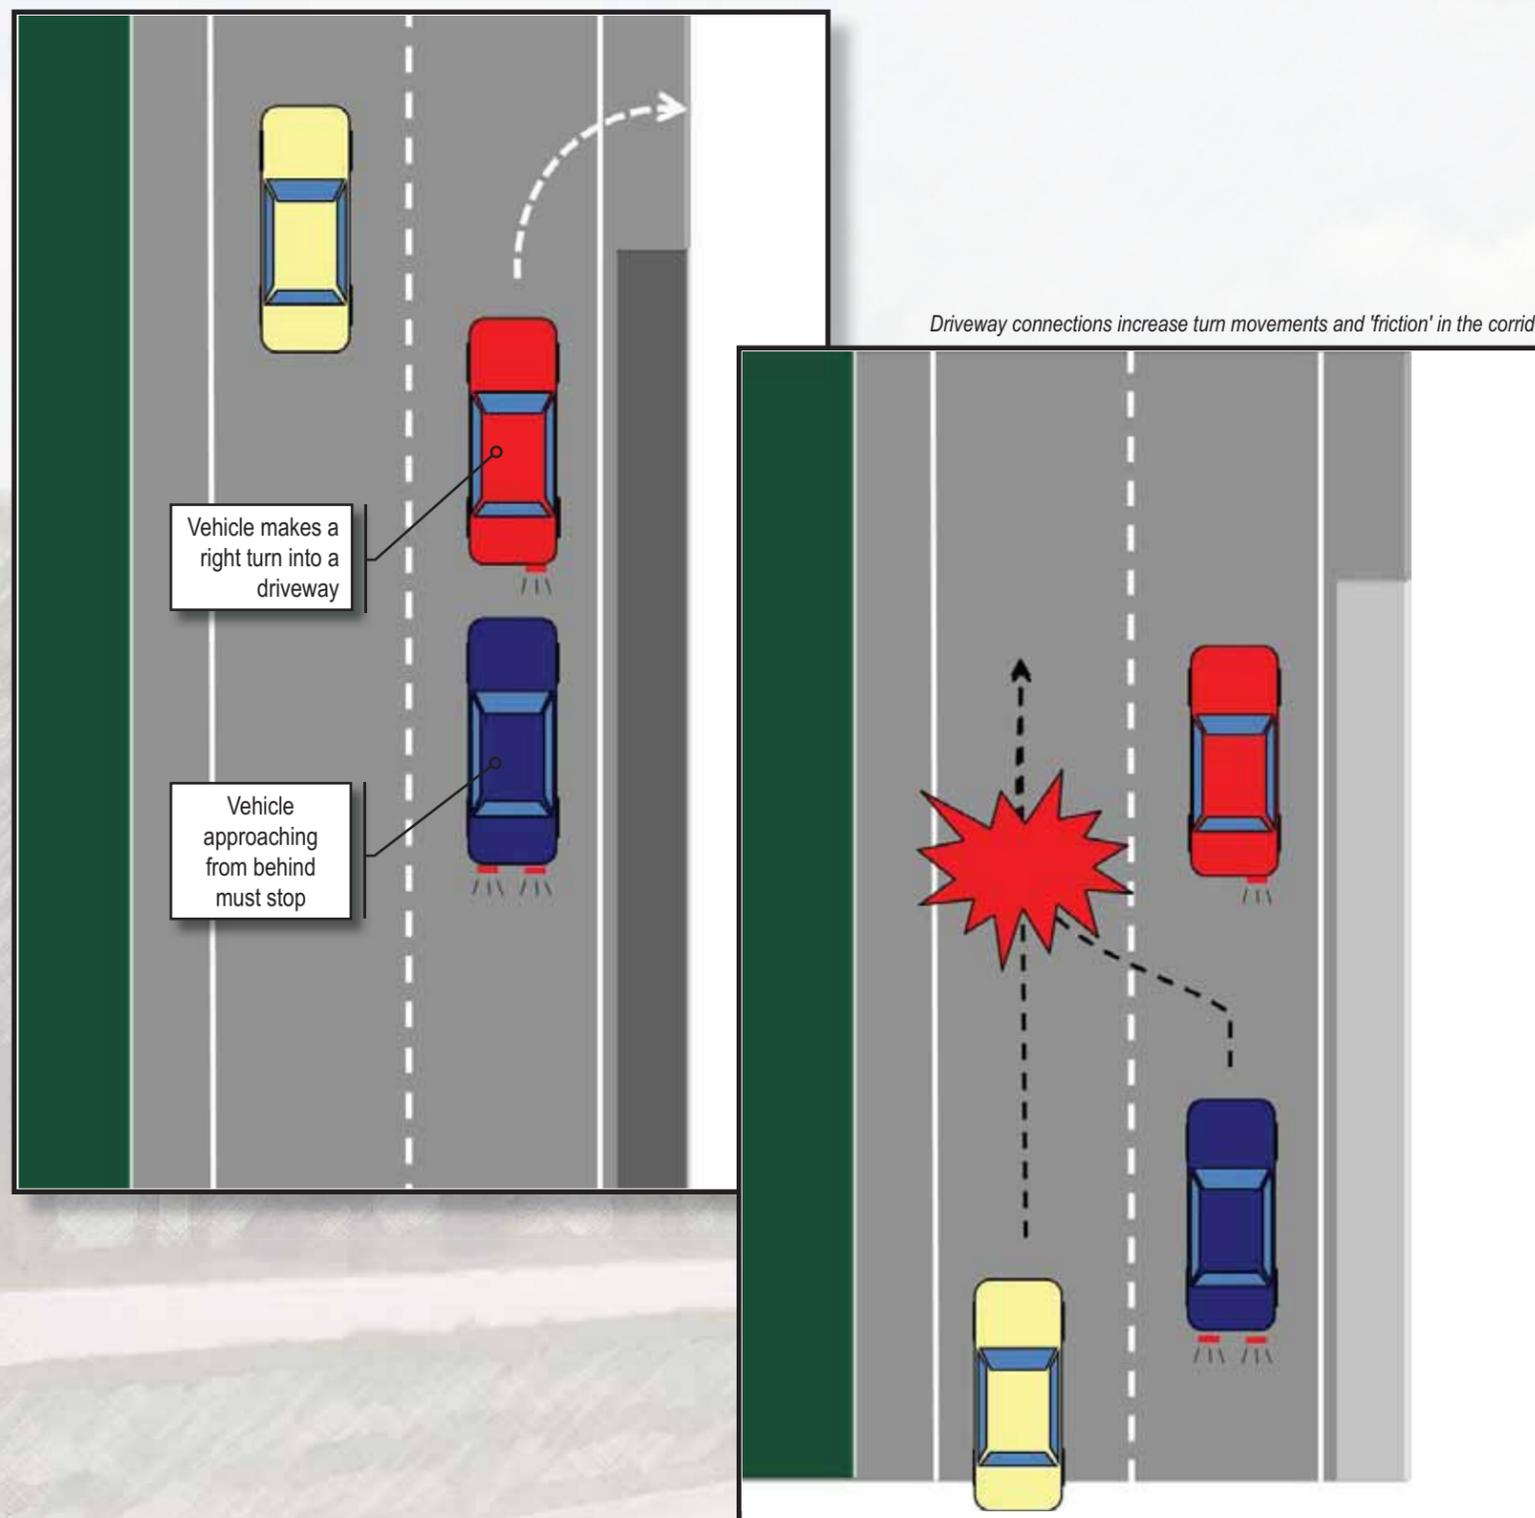 Driveway connections increase turn movements and 'friction' in the
Vehicle makes a
right turn into a
driveway
Vehicle
approaching
from behind
must stop